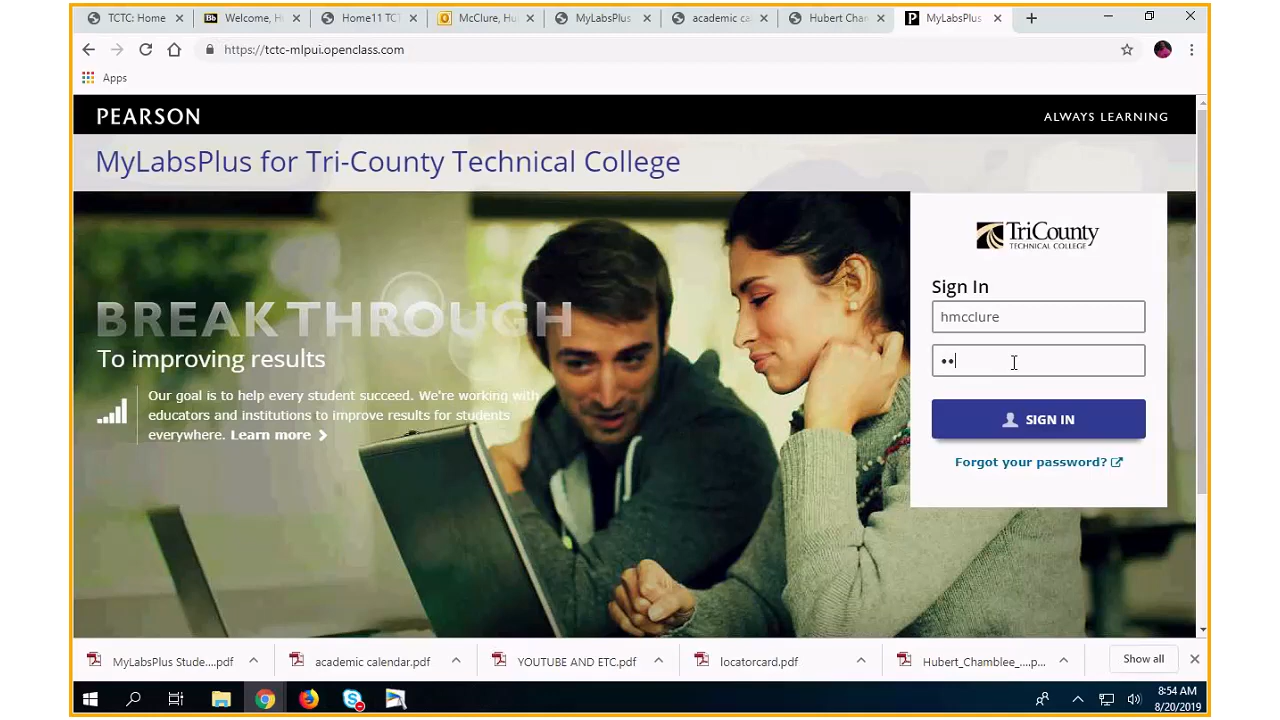 TCTC: Home
Welcome, H
Home11 TCT
McClure, Hu
MyLabsPlus
academic ca
Hubert Cham
MyLabsPlus
https://tctc-mlpui.openclass.com
Apps
PEARSON
ALWAYS LEARNING
MyLabsPlus for Tri-County Technical College
TriCounty
TECHNICAL COLLEGE
Sign In
hmcclure
••
SIGN IN
Forgot your password?
BREAKTHROUGH
To improving results
Our goal is to help every student succeed. We're working with
educators and institutions to improve results for students
everywhere. Learn more
MyLabsPlus Stude....pdf
academic calendar.pdf
YOUTUBE AND ETC.pdf
locatorcard.pdf
Hubert_Chamblee_....p...
Show all
8:54 AM
8/20/2019